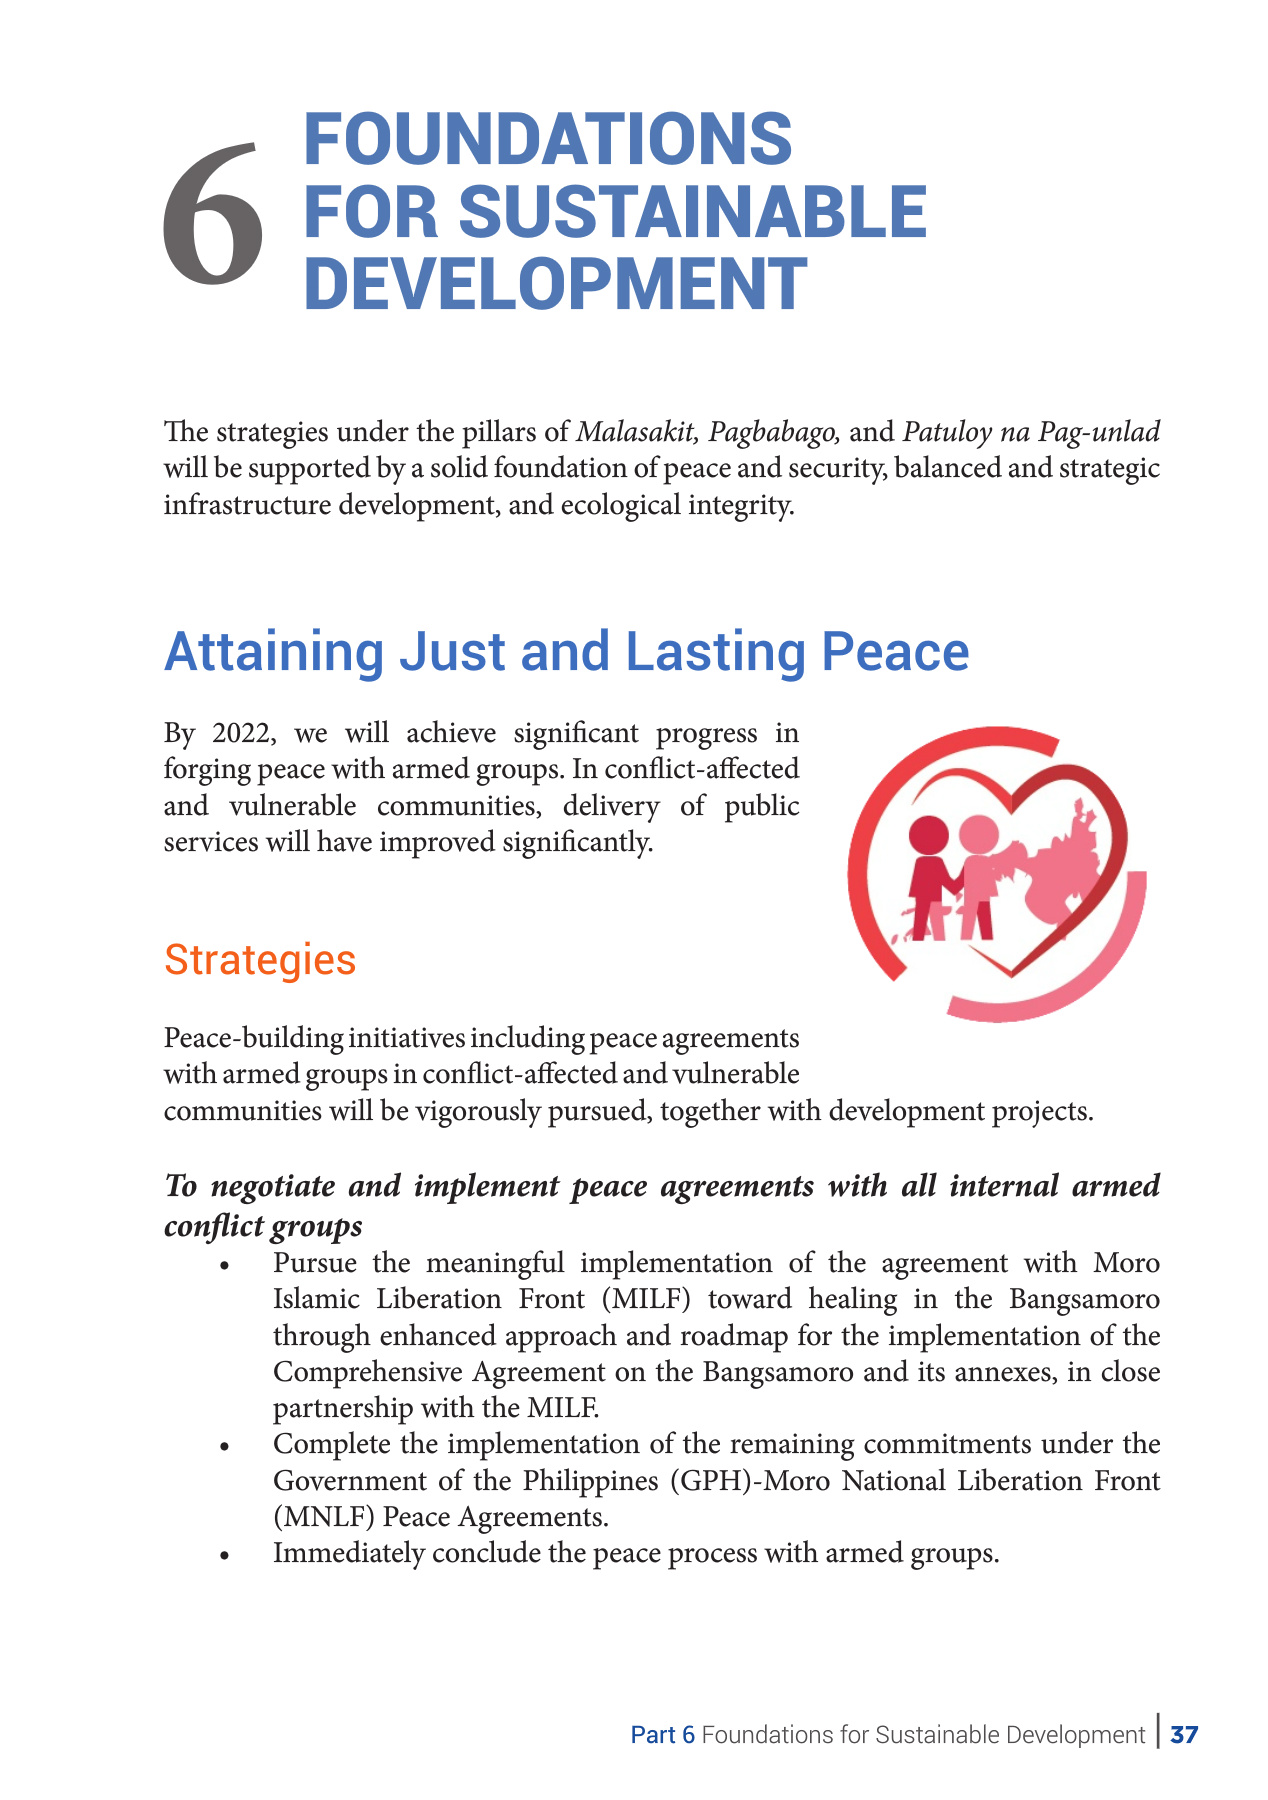 6
FOUNDATIONS
FOR SUSTAINABLE
DEVELOPMENT
The strategies under the pillars of Malasakit, Pagbabago, and Patuloy na Pag-unlad
will be supported by a solid foundation of peace and security, balanced and strategic
infrastructure development, and ecological integrity.
Attaining Just and Lasting Peace
By 2022, we will achieve significant progress in
forging peace with armed groups. In conflict-affected
and vulnerable communities, delivery of public
services will have improved significantly.
Strategies
Peace-building initiatives including peace agreements
with armed groups in conflict-affected and vulnerable
communities will be vigorously pursued, together with development projects.
To negotiate and implement peace agreements with all internal armed
conflict groups
• Pursue the meaningful implementation of the agreement with Moro
Islamic Liberation Front (MILF) toward healing in the Bangsamoro
through enhanced approach and roadmap for the implementation of the
Comprehensive Agreement on the Bangsamoro and its annexes, in close
partnership with the MILF.
• Complete the implementation of the remaining commitments under the
Government of the Philippines (GPH)-Moro National Liberation Front
(MNLF) Peace Agreements.
• Immediately conclude the peace process with armed groups.
Part 6 Foundations for Sustainable Development | 37